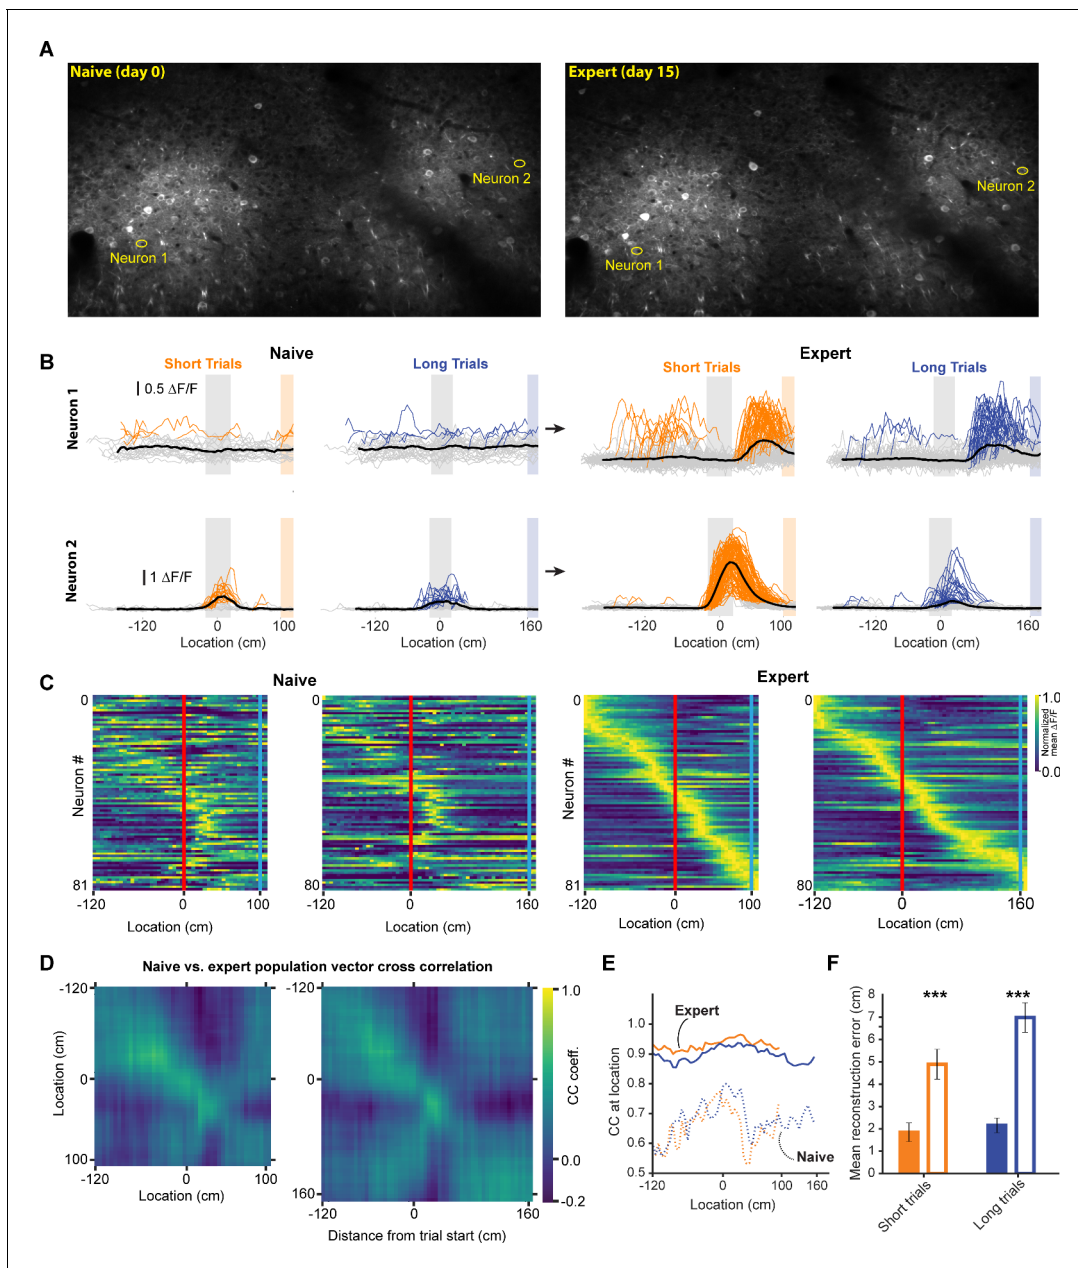 A
Naive (day 0)
Expert (day 15)
Neuron 2
Neuron 1
Neuron 2
Neuron 1
B
Naive
Expert
Short Trials
Long Trials
Short Trials
Long Trials
Neuron 1
0.5 ΔF/F
Neuron 2
1 ΔF/F
-120 0 100
Location (cm)
-120 0 160
Location (cm)
-120 0 100
Location (cm)
-120 0 160
Location (cm)
C
Naive
Expert
Neuron #
0
81
-120 0 100
Location (cm)
0
80
-120 0 160
Location (cm)
Neuron #
0
81
-120 0 100
Location (cm)
0
80
-120 0 160
Location (cm)
1.0
Normalized
mean ΔF/F
0.0
D
Naive vs. expert population vector cross correlation
-120
0
100
Location (cm)
-120 0 100
Location (cm)
-120
0
160
-120 0 160
Distance from trial start (cm)
1.0
CC coeff.
0.0
-0.2
E
CC at location
1.0
0.9
0.8
0.7
0.6
0.5
Expert
Naive
-120 0 100 160
Location (cm)
F
Mean reconstruction error (cm)
8
7
6
5
4
3
2
1
0
***
***
Short trials
Long trials